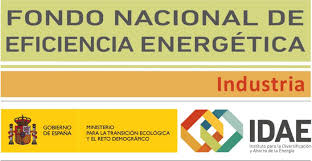 FONDO NACIONAL DE
EFICIENCIA ENERGÉTICA
Industria
GOBIERNO
DE ESPAÑA
MINISTERIO
PARA LA TRANSICIÓN ECOLÓGICA
Y EL RETO DEMOGRÁFICO
IDAE
Instituto para la Diversificación
y Ahorro de la Energía